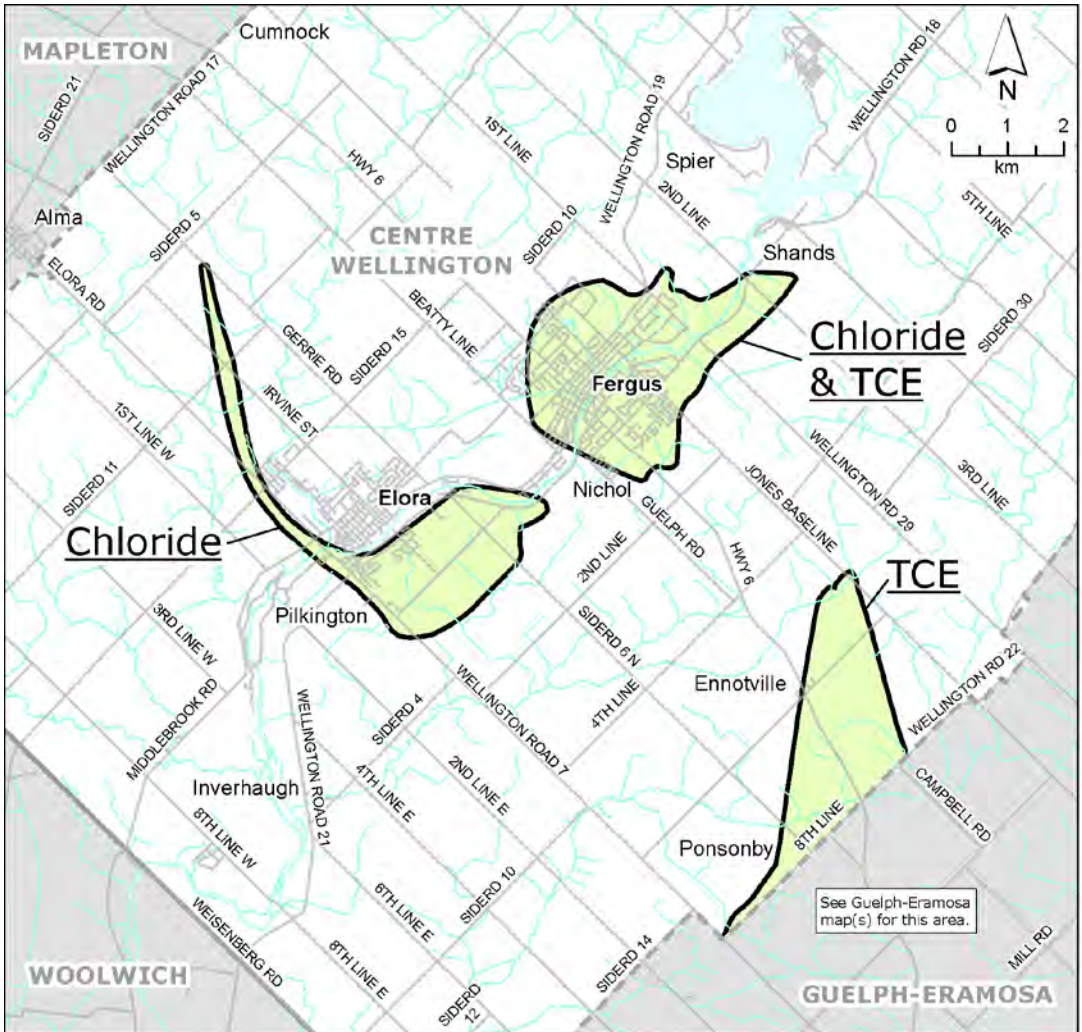 MAPLETON
Cumnock
SIDERD 21
WELLINGTON ROAD 17
WELLINGTON ROAD 19
WELLINGTON RD 18
N
0 1 2
km
1ST LINE
HWY 6
Spier
2ND LINE
5TH LINE
Alma
SIDERD 5
SIDERD 10
CENTRE
WELLINGTON
Shands
ELORA RD
BEATTY LINE
SIDERD 30
GERRIE RD
SIDERD 15
Chloride
& TCE
Fergus
IRVINE ST
1ST LINE W
WELLINGTON RD 29
3RD LINE
SIDERD 11
Elora
Nichol
JONES BASELINE
GUELPH RD
Chloride
2ND LINE
HWY 6
TCE
3RD LINE W
Pilkington
SIDERD 6 N
WELLINGTON RD 22
Ennotville
4TH LINE
MIDDLEBROOK RD
WELLINGTON ROAD 21
SIDERD 4
WELLINGTON ROAD 7
Inverhaugh
4TH LINE E
2ND LINE E
CAMPBELL RD
8TH LINE
8TH LINE W
Ponsonby
6TH LINE E
SIDERD 10
See Guelph-Eramosa
map(s) for this area.
WEISENBERG RD
8TH LINE E
SIDERD 14
MILL RD
WOOLWICH
SIDERD
12
GUELPH-ERAMOSA